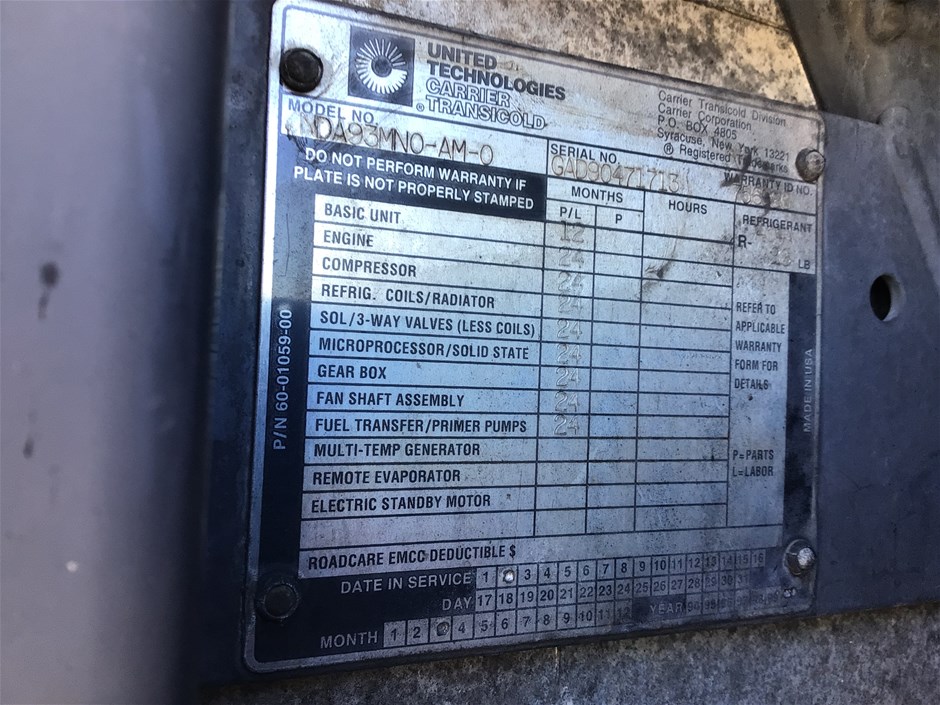 UNITED
TECHNOLOGIES
CARRIER
® TRANSICOLD
Carrier Transicold Division
Carrier Corporation
P.O. BOX 4805
Syracuse, New York 13221
® Registered Trademarks
MODEL NO.
NDA93MN0-AM-0
SERIAL NO.
GAD90471713
WARRANTY ID NO.
DO NOT PERFORM WARRANTY IF
PLATE IS NOT PROPERLY STAMPED
MONTHS
P/L P
HOURS
REFRIGERANT
R-
LB
BASIC UNIT 12
ENGINE 24
COMPRESSOR 24
REFRIG. COILS/RADIATOR 24
SOL/3-WAY VALVES (LESS COILS) 24
MICROPROCESSOR/SOLID STATE 24
GEAR BOX 24
FAN SHAFT ASSEMBLY 24
FUEL TRANSFER/PRIMER PUMPS 24
MULTI-TEMP GENERATOR
REMOTE EVAPORATOR
ELECTRIC STANDBY MOTOR
REFER TO
APPLICABLE
WARRANTY
FORM FOR
DETAILS
P=PARTS
L=LABOR
P/N 60-01059-00
MADE IN USA
ROADCARE EMCC DEDUCTIBLE $
DATE IN SERVICE 1 3 4 5 6 7 8 9 10 11 12 13 14 15 16
DAY 17 18 19 20 21 22 23 24 25 26 27 28 29 30 31
MONTH 1 2 4 5 6 7 8 9 10 11 12 YEAR